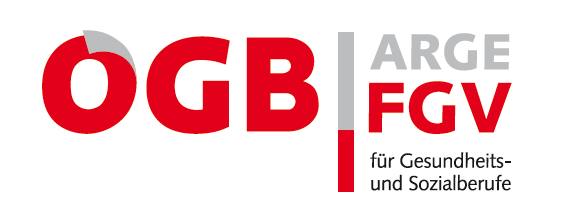 ÖGB
ARGE
FGV
für Gesundheits-
und Sozialberufe